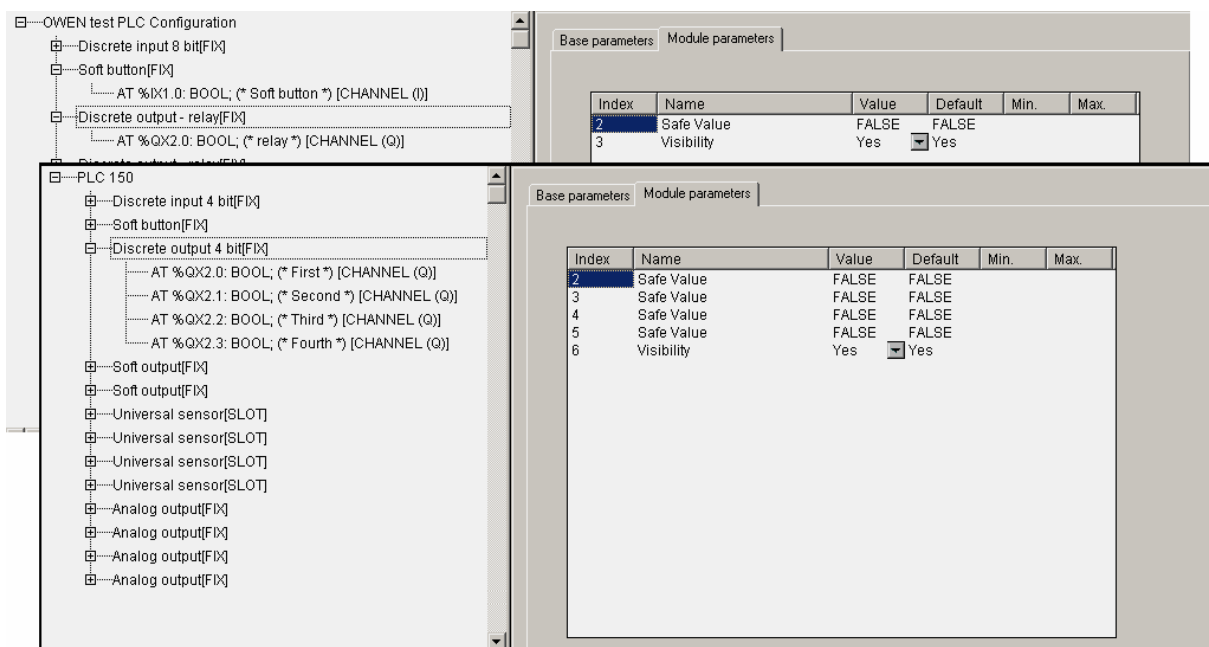 OWEN test PLC Configuration
Discrete input 8 bit[FIX]
Soft button[FIX]
AT %IX1.0: BOOL; (* Soft button *) [CHANNEL (I)]
Discrete output - relay[FIX]
AT %QX2.0: BOOL; (* relay *) [CHANNEL (Q)]
Discrete output - relay[FIX]
Base parameters Module parameters
Index Name Value Default Min. Max.
2 Safe Value FALSE FALSE
3 Visibility Yes Yes
PLC 150
Discrete input 4 bit[FIX]
Soft button[FIX]
Discrete output 4 bit[FIX]
AT %QX2.0: BOOL; (* First *) [CHANNEL (Q)]
AT %QX2.1: BOOL; (* Second *) [CHANNEL (Q)]
AT %QX2.2: BOOL; (* Third *) [CHANNEL (Q)]
AT %QX2.3: BOOL; (* Fourth *) [CHANNEL (Q)]
Soft output[FIX]
Soft output[FIX]
Universal sensor[SLOT]
Universal sensor[SLOT]
Universal sensor[SLOT]
Universal sensor[SLOT]
Analog output[FIX]
Analog output[FIX]
Analog output[FIX]
Analog output[FIX]
Base parameters Module parameters
Index Name Value Default Min. Max.
2 Safe Value FALSE FALSE
3 Safe Value FALSE FALSE
4 Safe Value FALSE FALSE
5 Safe Value FALSE FALSE
6 Visibility Yes Yes